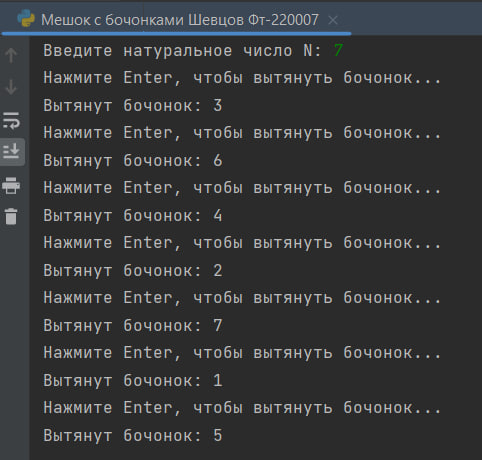 Мешок с бочонками Шевцов Фт-220007
Введите натуральное число N: 7
Нажмите Enter, чтобы вытянуть бочонок...
Вытянут бочонок: 3
Нажмите Enter, чтобы вытянуть бочонок...
Вытянут бочонок: 6
Нажмите Enter, чтобы вытянуть бочонок...
Вытянут бочонок: 4
Нажмите Enter, чтобы вытянуть бочонок...
Вытянут бочонок: 2
Нажмите Enter, чтобы вытянуть бочонок...
Вытянут бочонок: 7
Нажмите Enter, чтобы вытянуть бочонок...
Вытянут бочонок: 1
Нажмите Enter, чтобы вытянуть бочонок...
Вытянут бочонок: 5